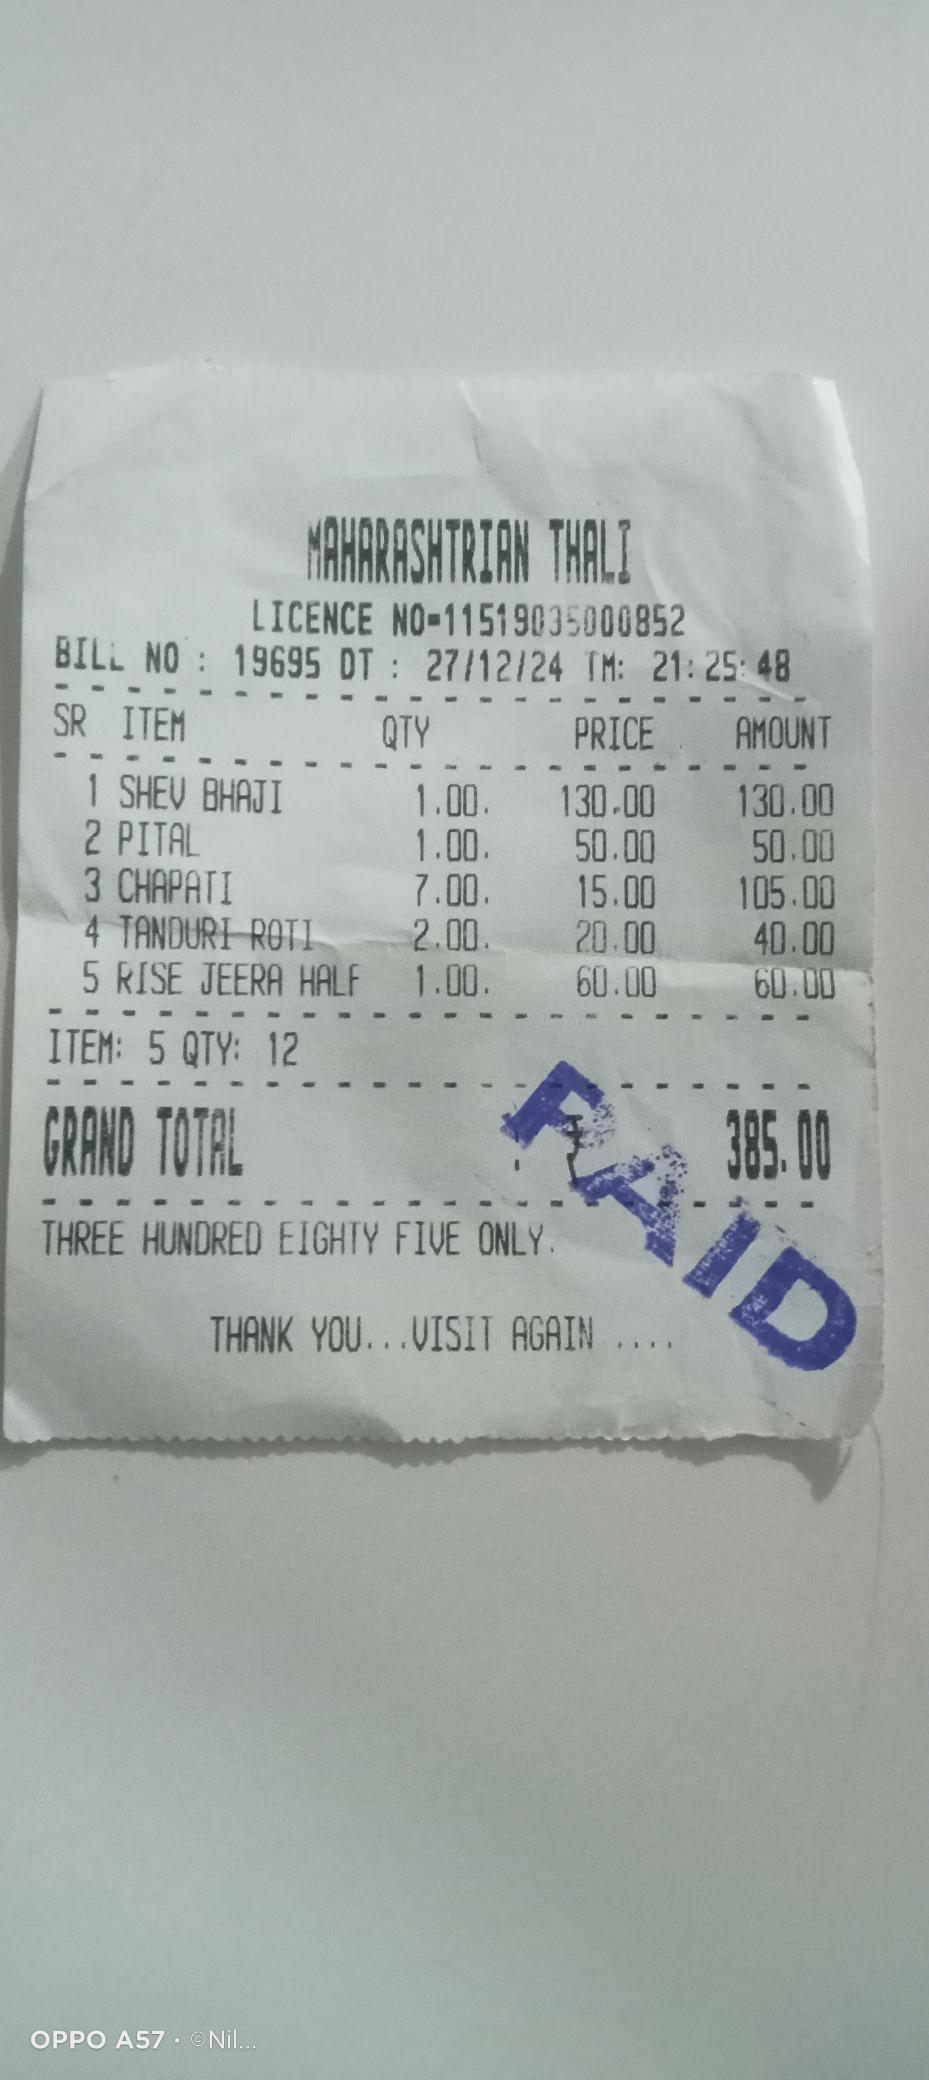 MAHARASHTRIAN THALI
LICENCE NO=11519035000852
BILL NO : 19695 DT : 27/12/24 TM: 21:25:48
SR ITEM QTY PRICE AMOUNT
1 SHEV BHAJI 1.00. 130.00 130.00
2 PITAL 1.00. 50.00 50.00
3 CHAPATI 7.00. 15.00 105.00
4 TANDURI ROTI 2.00. 20.00 40.00
5 RISE JEERA HALF 1.00. 60.00 60.00
ITEM: 5 QTY: 12
GRAND TOTAL : ₹ 385.00
PAID
THREE HUNDRED EIGHTY FIVE ONLY.
THANK YOU...VISIT AGAIN ....
OPPO A57 · ©Nil...